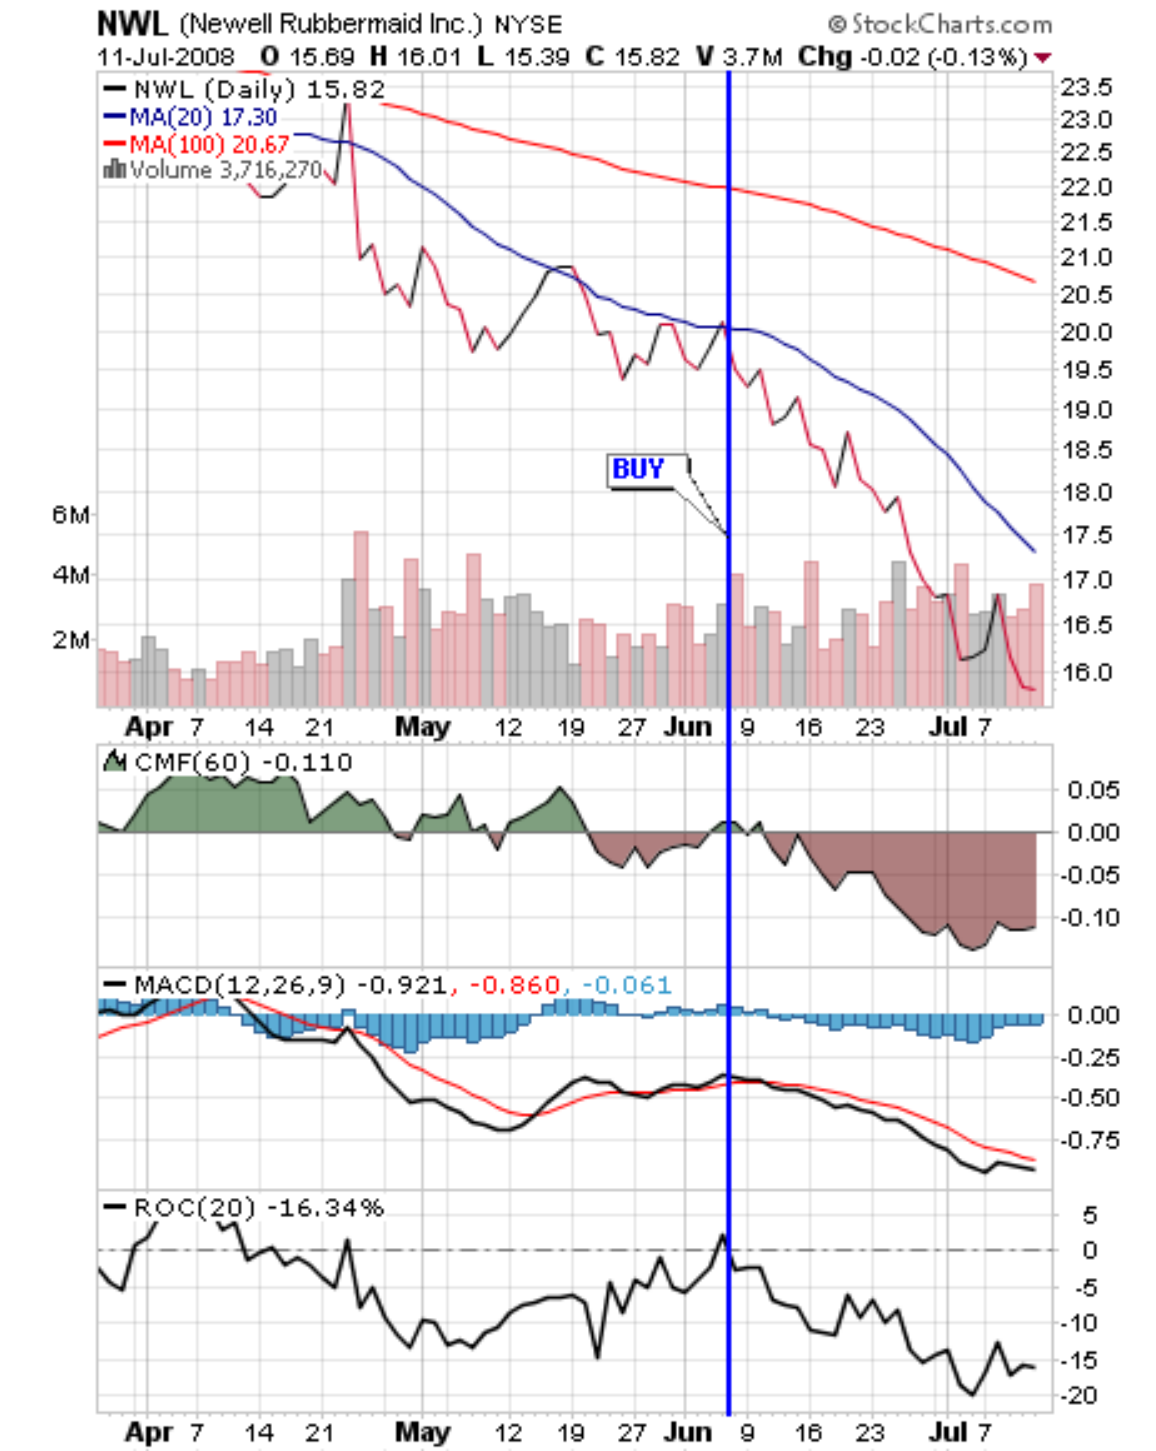 NWL (Newell Rubbermaid Inc.) NYSE © StockCharts.com
11-Jul-2008 O 15.69 H 16.01 L 15.39 C 15.82 V 3.7M Chg -0.02 (-0.13%)
NWL (Daily) 15.82
MA(20) 17.30
MA(100) 20.67
Volume 3,716,270
23.5
23.0
22.5
22.0
21.5
21.0
20.5
20.0
19.5
19.0
18.5
18.0
17.5
17.0
16.5
16.0
BUY
6M
4M
2M
Apr 7 14 21 May 12 19 27 Jun 9 16 23 Jul 7
CMF(60) -0.110
0.05
0.00
-0.05
-0.10
MACD(12,26,9) -0.921, -0.860, -0.061
0.00
-0.25
-0.50
-0.75
ROC(20) -16.34%
5
0
-5
-10
-15
-20
Apr 7 14 21 May 12 19 27 Jun 9 16 23 Jul 7